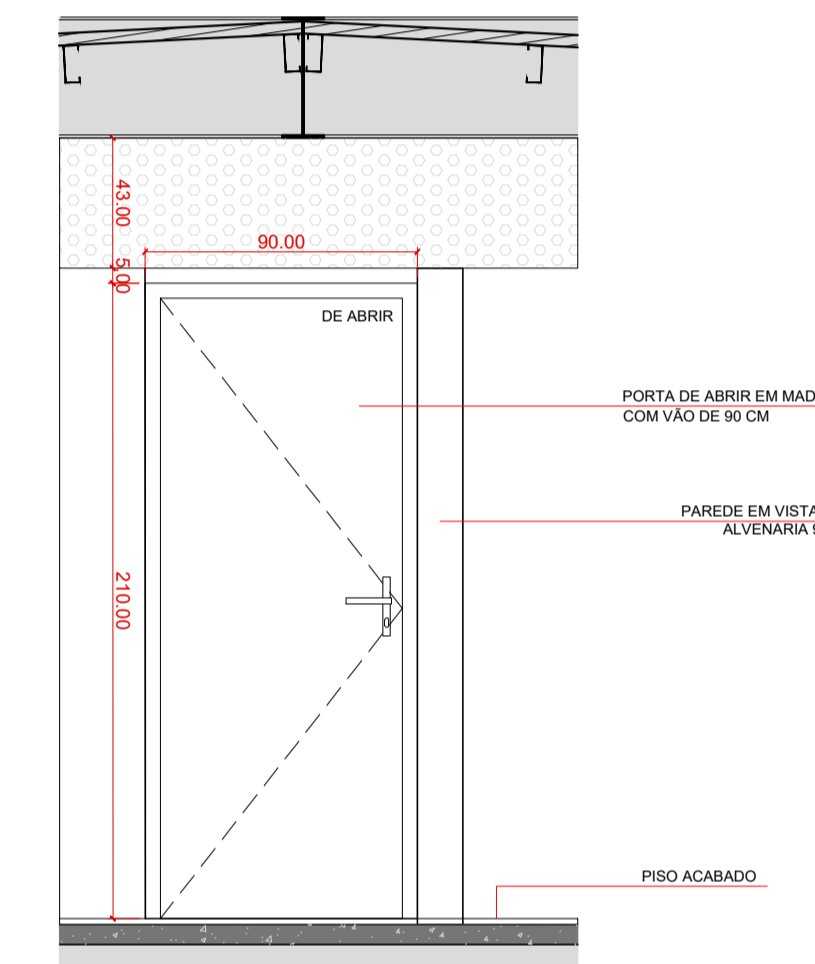 43.00
90.00
5.00
DE ABRIR
PORTA DE ABRIR EM
COM VÃO DE 90 CM
PAREDE EM VISTA
ALVENARIA
210.00
PISO ACABADO